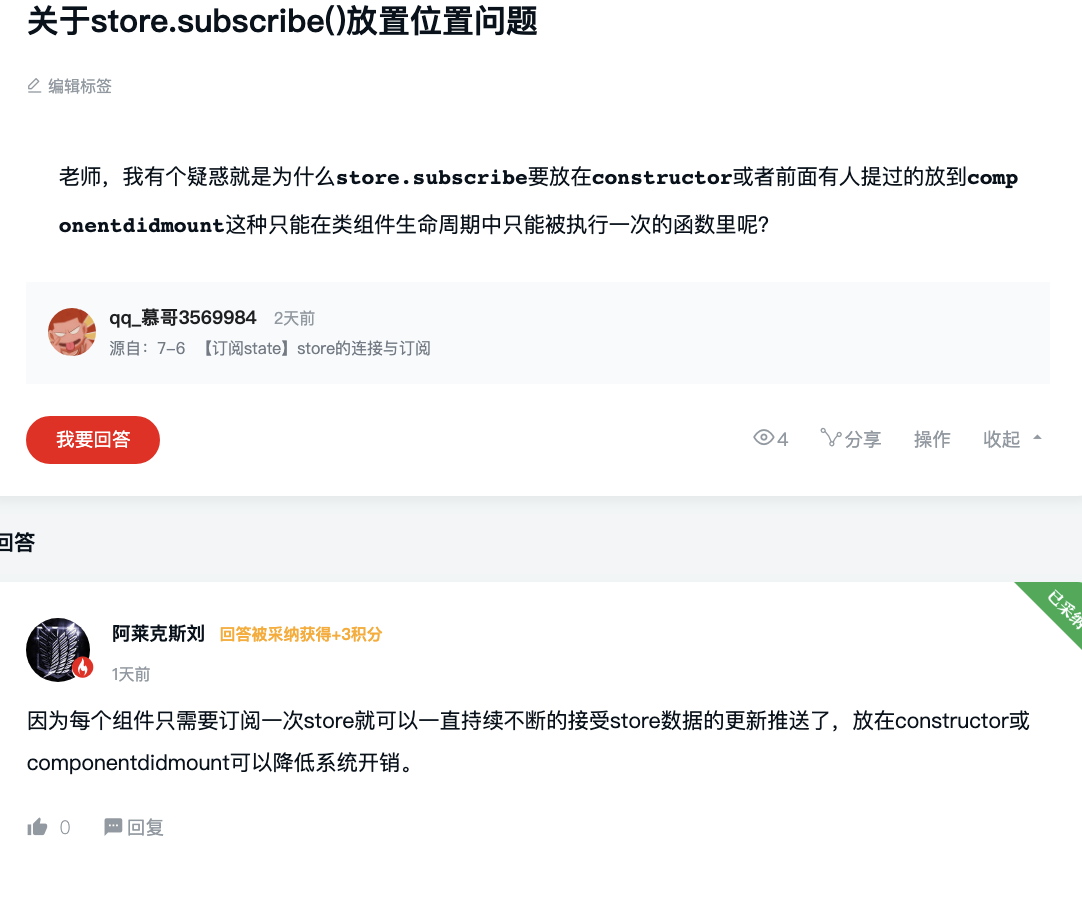 关于store.subscribe()放置位置问题
编辑标签
老师，我有个疑惑就是为什么store.subscribe要放在constructor或者前面有人提过的放到comp
onentdidmount这种只能在类组件生命周期中只能被执行一次的函数里呢？
qq_慕哥3569984 2天前
源自：7-6 【订阅state】store的连接与订阅
我要回答 4 分享 操作 收起
回答
已采纳
阿莱克斯刘 回答被采纳获得+3积分
1天前
因为每个组件只需要订阅一次store就可以一直持续不断的接受store数据的更新推送了，放在constructor或
componentdidmount可以降低系统开销。
0 回复